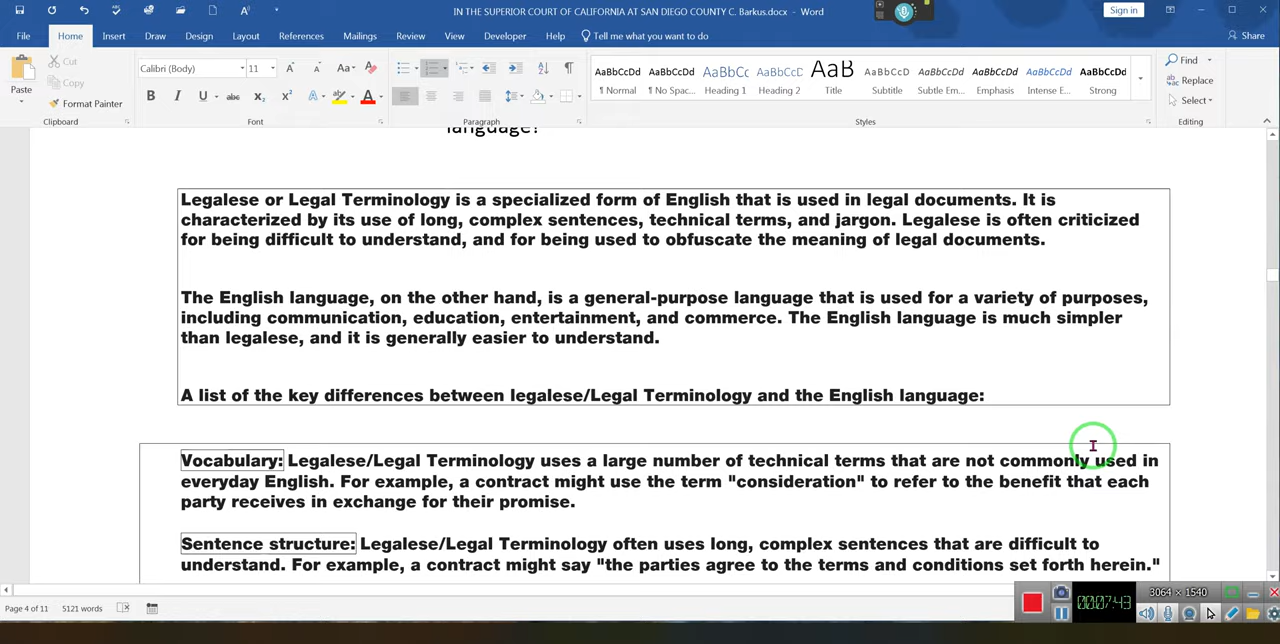 IN THE SUPERIOR COURT OF CALIFORNIA AT SAN DIEGO COUNTY C. Barkus.docx - Word
Sign in
File Home Insert Draw Design Layout References Mailings Review View Developer Help Tell me what you want to do Share
Paste
Cut
Copy
Format Painter
Clipboard
Calibri (Body) 11
Font
Paragraph
AaBbCcDd AaBbCcDd AaBbCc AaBbCcD AaB AaBbCcD AaBbCcDd AaBbCcDd AaBbCcDd AaBbCcDd
¶ Normal ¶ No Spac... Heading 1 Heading 2 Title Subtitle Subtle Em... Emphasis Intense E... Strong
Styles
Find
Replace
Select
Editing
language?
Legalese or Legal Terminology is a specialized form of English that is used in legal documents. It is
characterized by its use of long, complex sentences, technical terms, and jargon. Legalese is often criticized
for being difficult to understand, and for being used to obfuscate the meaning of legal documents.
The English language, on the other hand, is a general-purpose language that is used for a variety of purposes,
including communication, education, entertainment, and commerce. The English language is much simpler
than legalese, and it is generally easier to understand.
A list of the key differences between legalese/Legal Terminology and the English language:
Vocabulary: Legalese/Legal Terminology uses a large number of technical terms that are not commonly used in
everyday English. For example, a contract might use the term "consideration" to refer to the benefit that each
party receives in exchange for their promise.
Sentence structure: Legalese/Legal Terminology often uses long, complex sentences that are difficult to
understand. For example, a contract might say "the parties agree to the terms and conditions set forth herein."
Page 4 of 11 5121 words
00:07:43
3064 × 1540